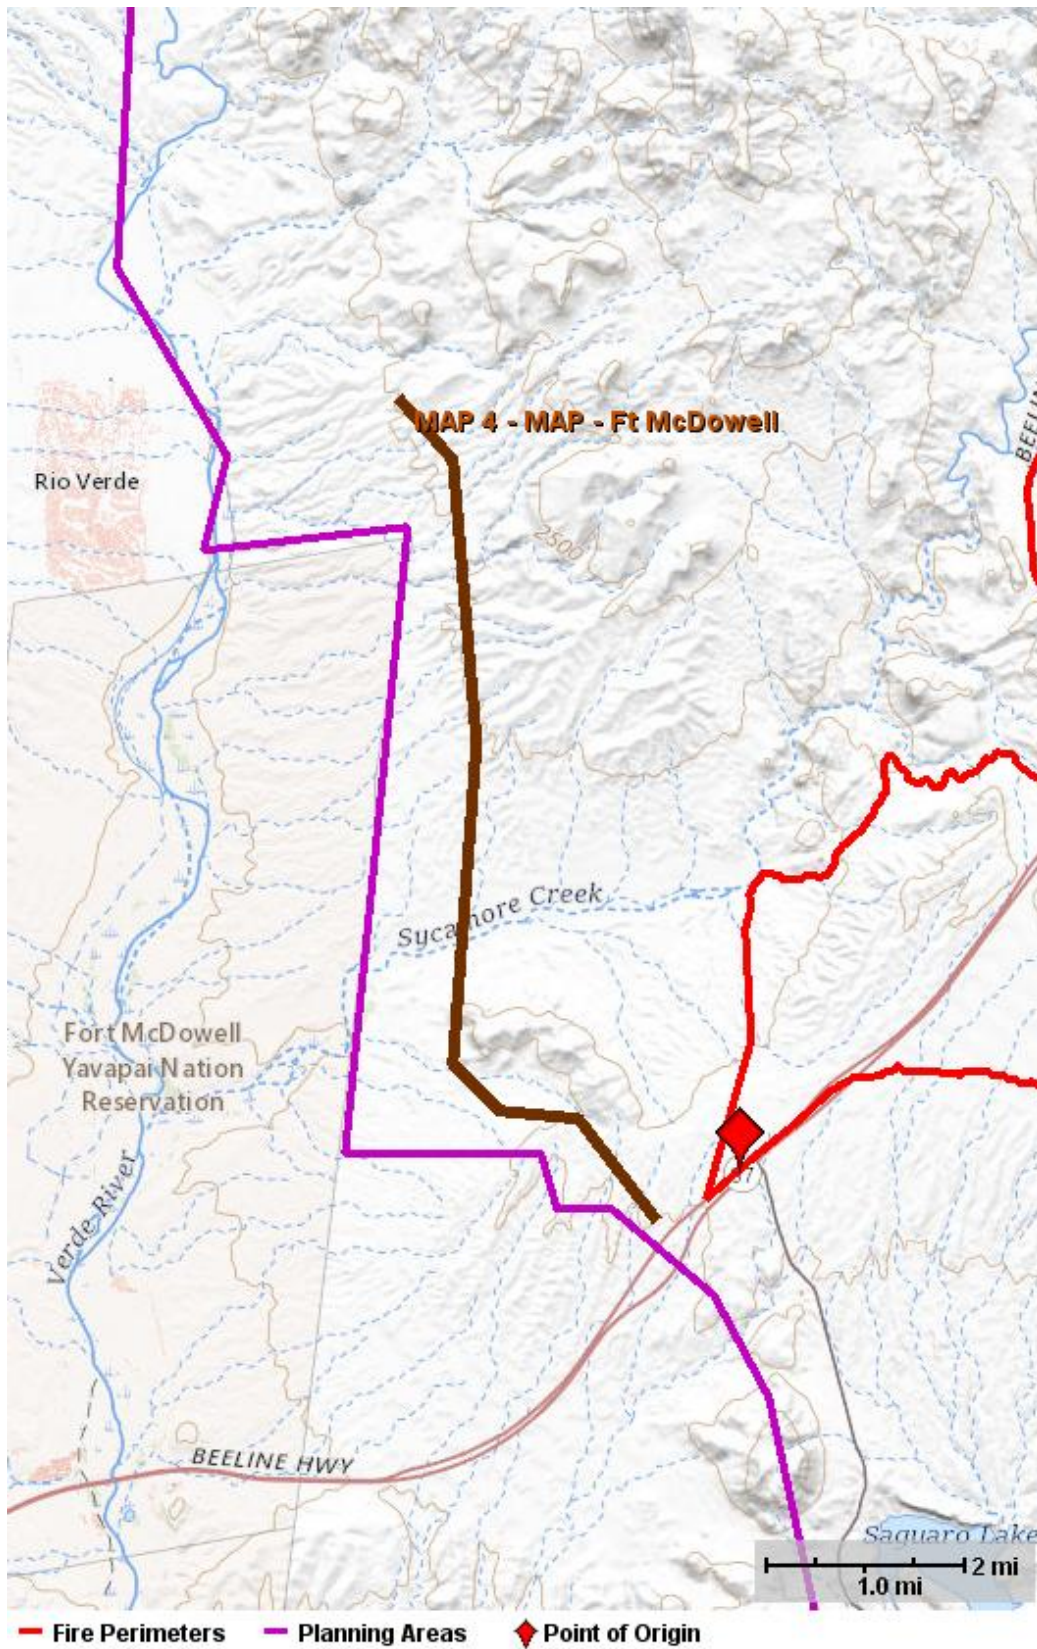 BEELIN
MAP 4 - MAP - Ft McDowell
Rio Verde
2500
Sycamore Creek
Fort McDowell
Yavapai Nation
Reservation
Verde River
BEELINE HWY
Saguaro Lake
2 mi
1.0 mi
Fire Perimeters
Planning Areas
Point of Origin